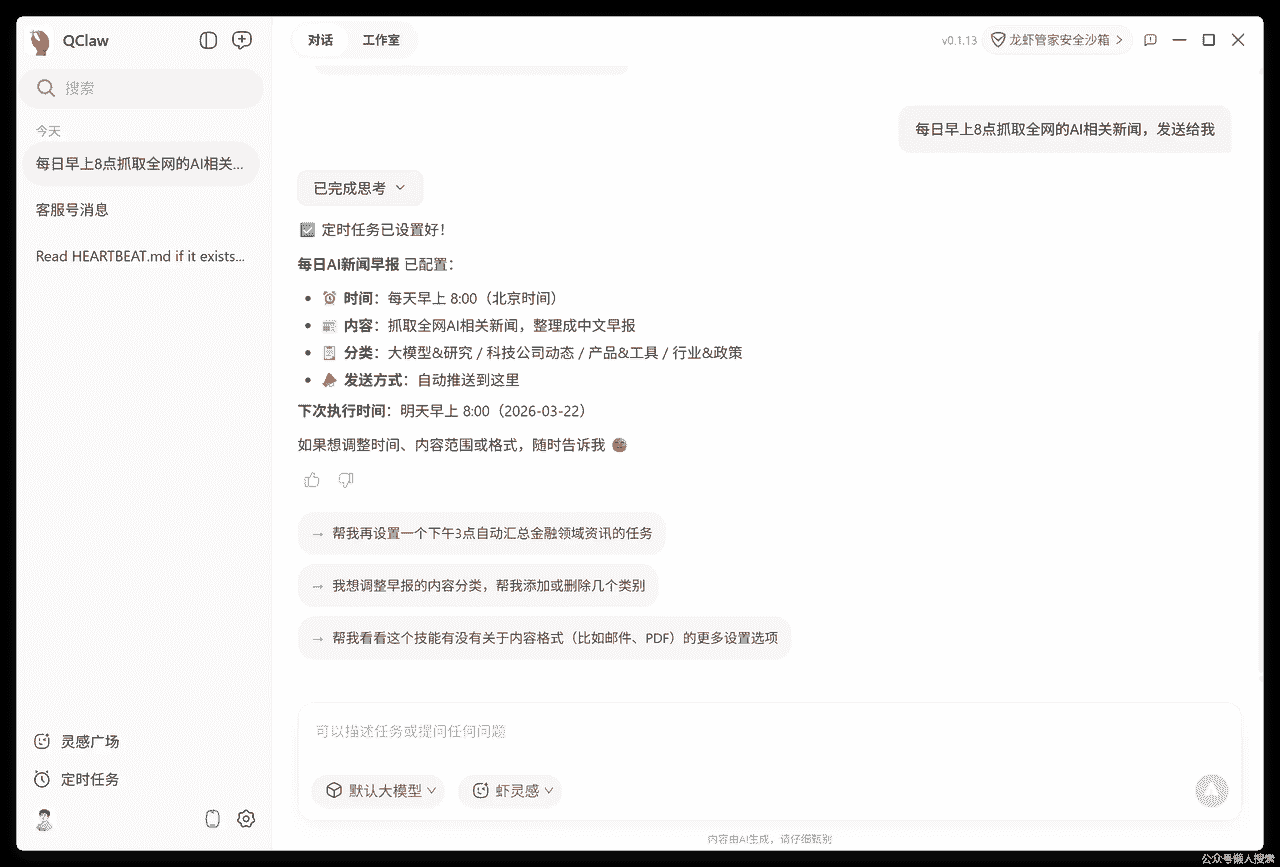 QClaw
对话
工作室
v0.1.13
龙虾管家安全沙箱
搜索
今天
每日早上8点抓取全网的AI相关...
客服号消息
Read HEARTBEAT.md if it exists...
每日早上8点抓取全网的AI相关新闻，发送给我
已完成思考
定时任务已设置好！
每日AI新闻早报 已配置：
• 时间：每天早上 8:00（北京时间）
• 内容：抓取全网AI相关新闻，整理成中文早报
• 分类：大模型&研究 / 科技公司动态 / 产品&工具 / 行业&政策
• 发送方式：自动推送到这里
下次执行时间：明天早上 8:00（2026-03-22）
如果想调整时间、内容范围或格式，随时告诉我
→ 帮我再设置一个下午3点自动汇总金融领域资讯的任务
→ 我想调整早报的内容分类，帮我添加或删除几个类别
→ 帮我看看这个技能有没有关于内容格式（比如邮件、PDF）的更多设置选项
灵感广场
定时任务
可以描述任务或提问任何问题
默认大模型
虾灵感
内容由AI生成，请仔细甄别
公众号懒人搜索